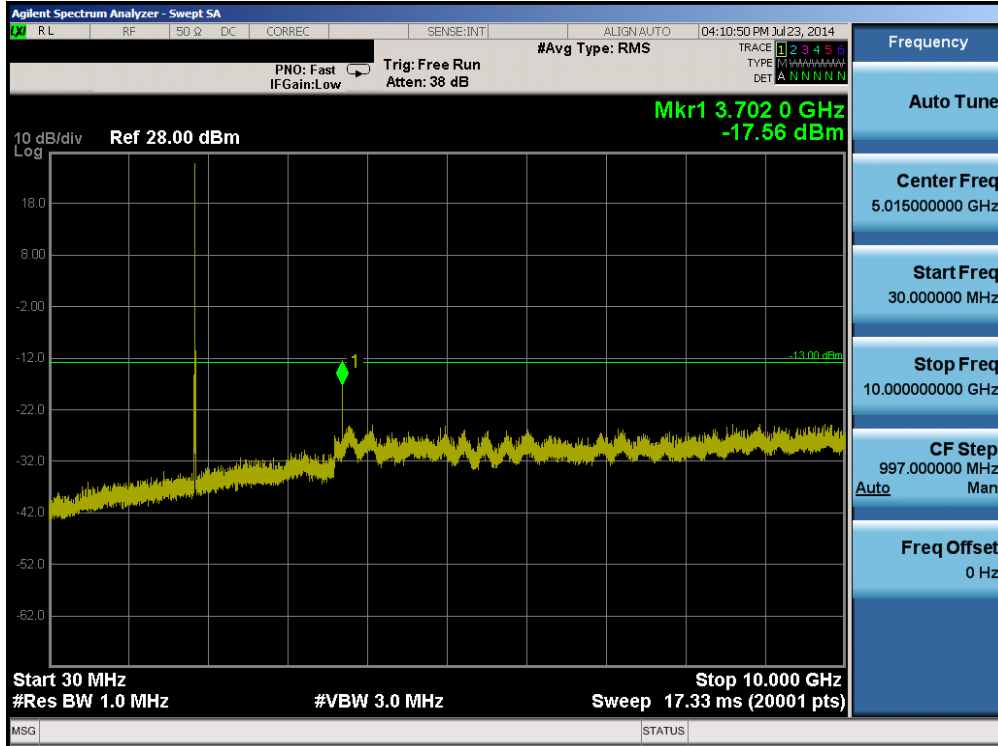 Agilent Spectrum Analyzer - Swept SA
LXI RL RF 50 Ω DC CORREC SENSE:INT ALIGN AUTO 04:10:50 PM Jul 23, 2014
#Avg Type: RMS
TRACE 1 2 3 4 5 6
TYPE M WWWWW
DET A N N N N N
PNO: Fast
IFGain:Low
Trig: Free Run
Atten: 38 dB
Mkr1 3.702 0 GHz
-17.56 dBm
10 dB/div Ref 28.00 dBm
Log
18.0
8.00
-2.00
-12.0
1
-13.00 dBm
-22.0
-32.0
-42.0
-52.0
-62.0
Start 30 MHz
Stop 10.000 GHz
#Res BW 1.0 MHz
#VBW 3.0 MHz
Sweep 17.33 ms (20001 pts)
MSG
STATUS
Frequency
Auto Tune
Center Freq
5.015000000 GHz
Start Freq
30.000000 MHz
Stop Freq
10.000000000 GHz
CF Step
997.000000 MHz
Auto Man
Freq Offset
0 Hz